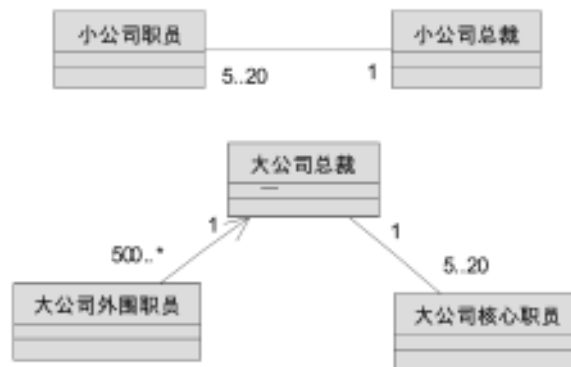 小公司职员
小公司总裁
5..20
1
大公司总裁
1
1
500..*
5..20
大公司外围职员
大公司核心职员